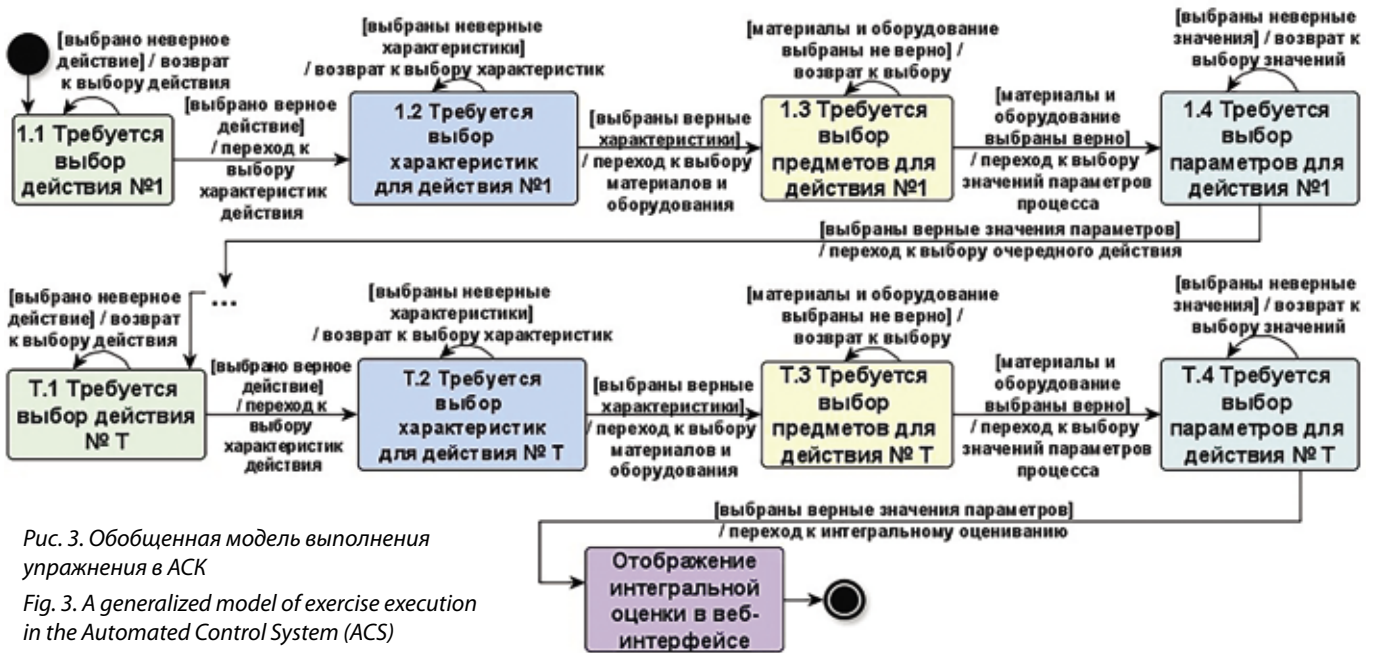 [выбрано неверное
действие] / возврат
к выбору действия
1.1 Требуется
выбор
действия №1
[выбрано верное
действие]
/ переход к
выбору
характеристик
действия
[выбраны неверные
характеристики]
/ возврат к выбору характеристик
1.2 Требуется
выбор
характеристик
для действия №1
[выбраны верные
характеристики]
/ переход к выбору
материалов и
оборудования
[материалы и оборудование
выбраны не верно] /
возврат к выбору
1.3 Требуется
выбор
предметов для
действия №1
[материалы и
оборудование
выбраны верно]
/ переход к выбору
значений параметров
процесса
[выбраны неверные
значения] / возврат к
выбору значений
1.4 Требуется
выбор
параметров для
действия №1
[выбраны верные значения параметров]
/ переход к выбору очередного действия
...
[выбрано неверное
действие] / возврат
к выбору действия
Т.1 Требуется
выбор действия
№ Т
[выбрано верное
действие]
/ переход к
выбору
характеристик
действия
[выбраны неверные
характеристики]
/ возврат к выбору характеристик
Т.2 Требуется
выбор
характеристик
для действия № Т
[выбраны верные
характеристики]
/ переход к выбору
материалов и
оборудования
[материалы и оборудование
выбраны не верно] /
возврат к выбору
Т.3 Требуется
выбор
предметов для
действия № Т
[материалы и
оборудование
выбраны верно]
/ переход к выбору
значений параметров
процесса
[выбраны неверные
значения] / возврат к
выбору значений
Т.4 Требуется
выбор
параметров для
действия № Т
[выбраны верные значения параметров]
/ переход к интегральному оцениванию
Отображение
интегральной
оценки в веб-
интерфейсе
Рис. 3. Обобщенная модель выполнения
упражнения в АСК
Fig. 3. A generalized model of exercise execution
in the Automated Control System (ACS)